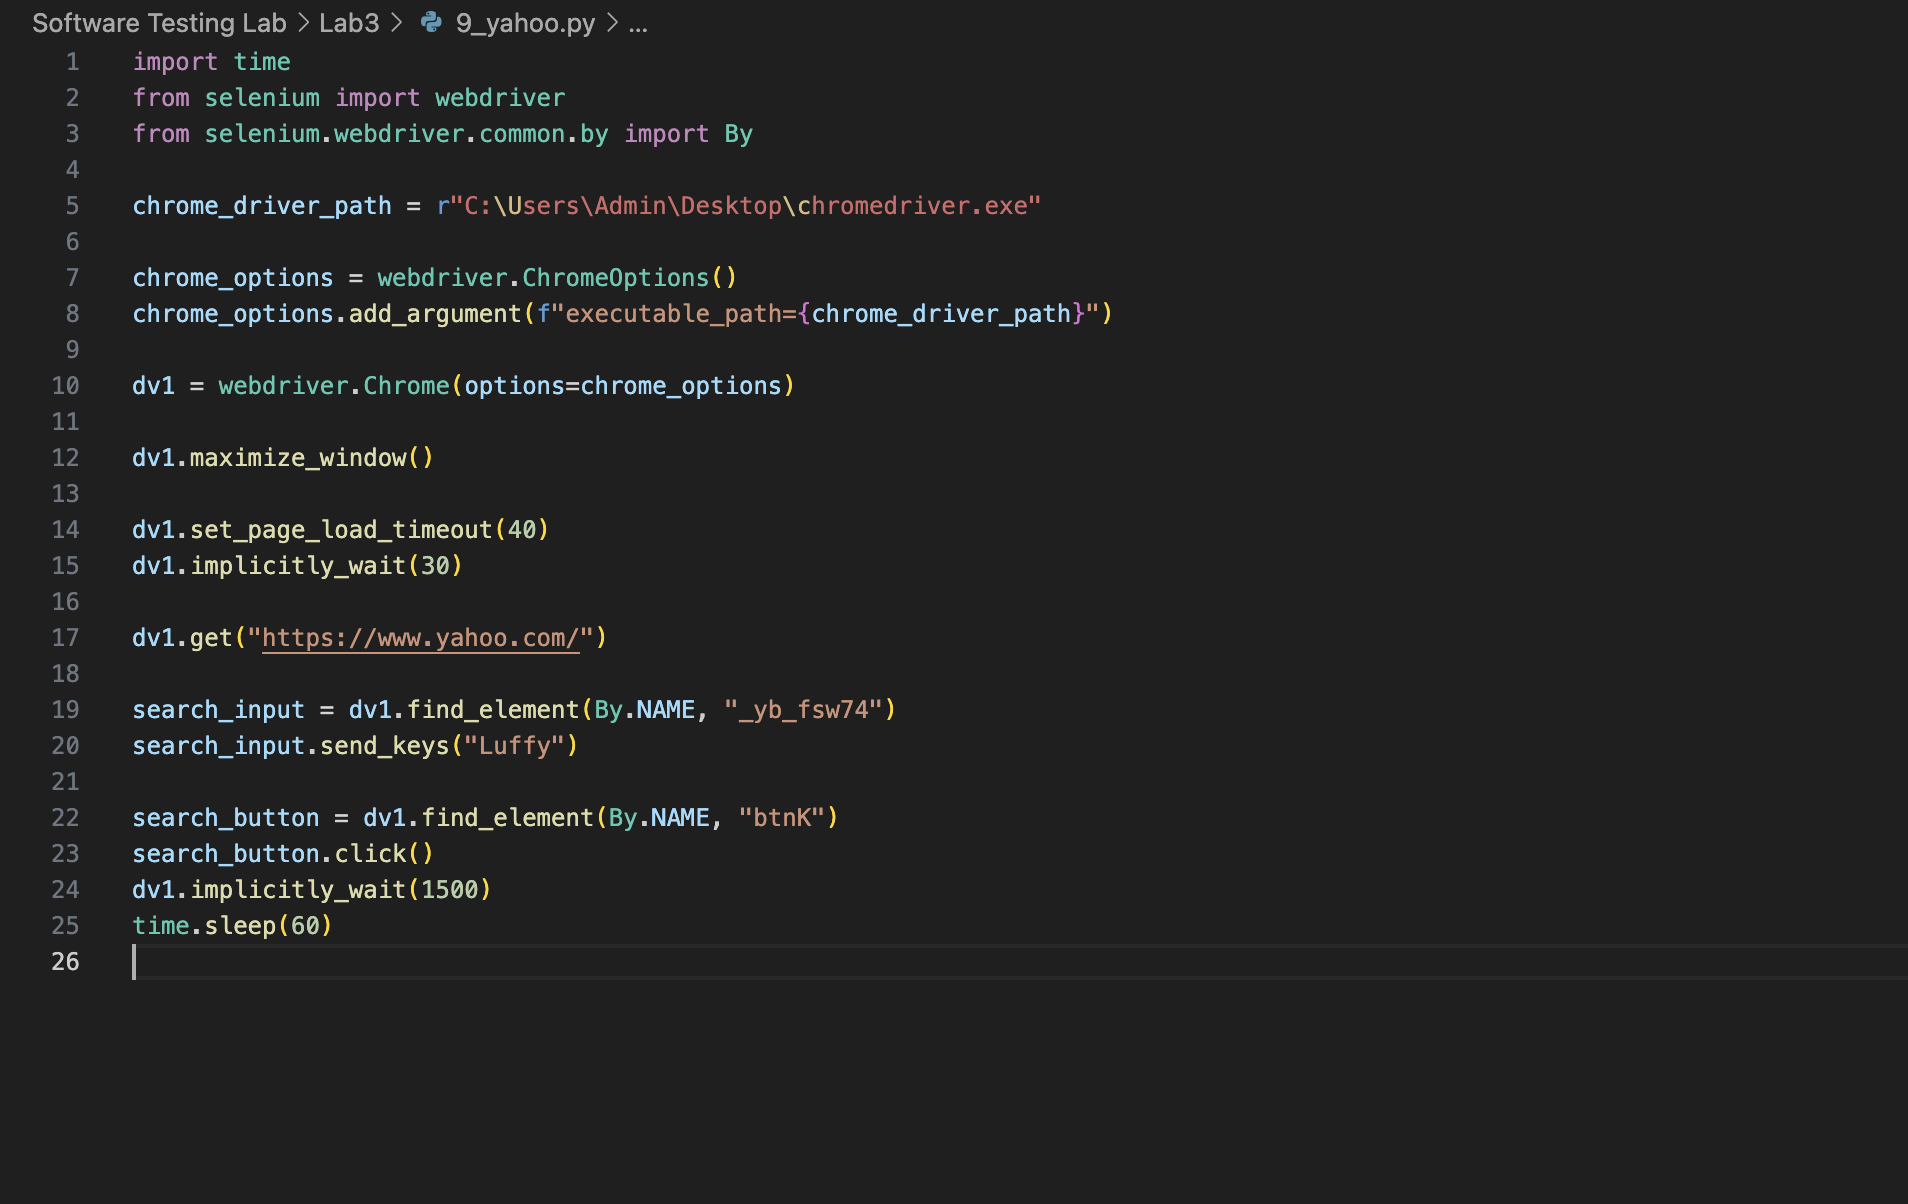 Software Testing Lab > Lab3 > 9_yahoo.py > ...
1 import time
2 from selenium import webdriver
3 from selenium.webdriver.common.by import By
4
5 chrome_driver_path = r"C:\Users\Admin\Desktop\chromedriver.exe"
6
7 chrome_options = webdriver.ChromeOptions()
8 chrome_options.add_argument(f"executable_path={chrome_driver_path}")
9
10 dv1 = webdriver.Chrome(options=chrome_options)
11
12 dv1.maximize_window()
13
14 dv1.set_page_load_timeout(40)
15 dv1.implicitly_wait(30)
16
17 dv1.get("https://www.yahoo.com/")
18
19 search_input = dv1.find_element(By.NAME, "_yb_fsw74")
20 search_input.send_keys("Luffy")
21
22 search_button = dv1.find_element(By.NAME, "btnK")
23 search_button.click()
24 dv1.implicitly_wait(1500)
25 time.sleep(60)
26